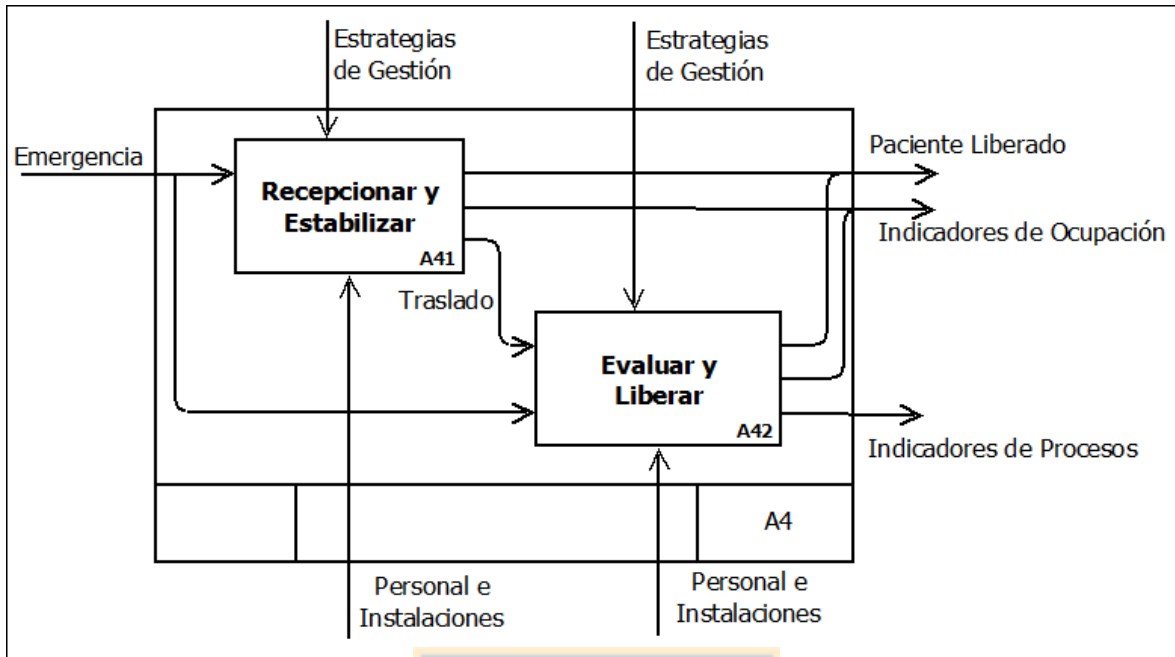 Estrategias
de Gestión
Estrategias
de Gestión
Emergencia
Recepcionar y
Estabilizar
A41
Paciente Liberado
Indicadores de Ocupación
Traslado
Evaluar y
Liberar
A42
Indicadores de Procesos
A4
Personal e
Instalaciones
Personal e
Instalaciones